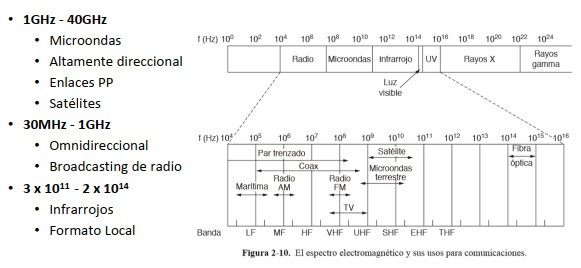 • 1GHz - 40GHz
• Microondas
• Altamente direccional
• Enlaces PP
• Satélites
• 30MHz - 1GHz
• Omnidireccional
• Broadcasting de radio
• 3 x 10¹¹ - 2 x 10¹⁴
• Infrarrojos
• Formato Local
f (Hz) 10⁰ 10² 10⁴ 10⁶ 10⁸ 10¹⁰ 10¹² 10¹⁴ 10¹⁶ 10¹⁸ 10²⁰ 10²² 10²⁴
Radio Microondas Infrarrojo UV Rayos X Rayos gamma
Luz visible
f (Hz) 10⁴ 10⁵ 10⁶ 10⁷ 10⁸ 10⁹ 10¹⁰ 10¹¹ 10¹² 10¹³ 10¹⁴ 10¹⁵ 10¹⁶
Par trenzado Satélite Fibra óptica
Coax Microondas terrestre
Marítima Radio AM Radio FM
TV
Banda LF MF HF VHF UHF SHF EHF THF
Figura 2-10. El espectro electromagnético y sus usos para comunicaciones.